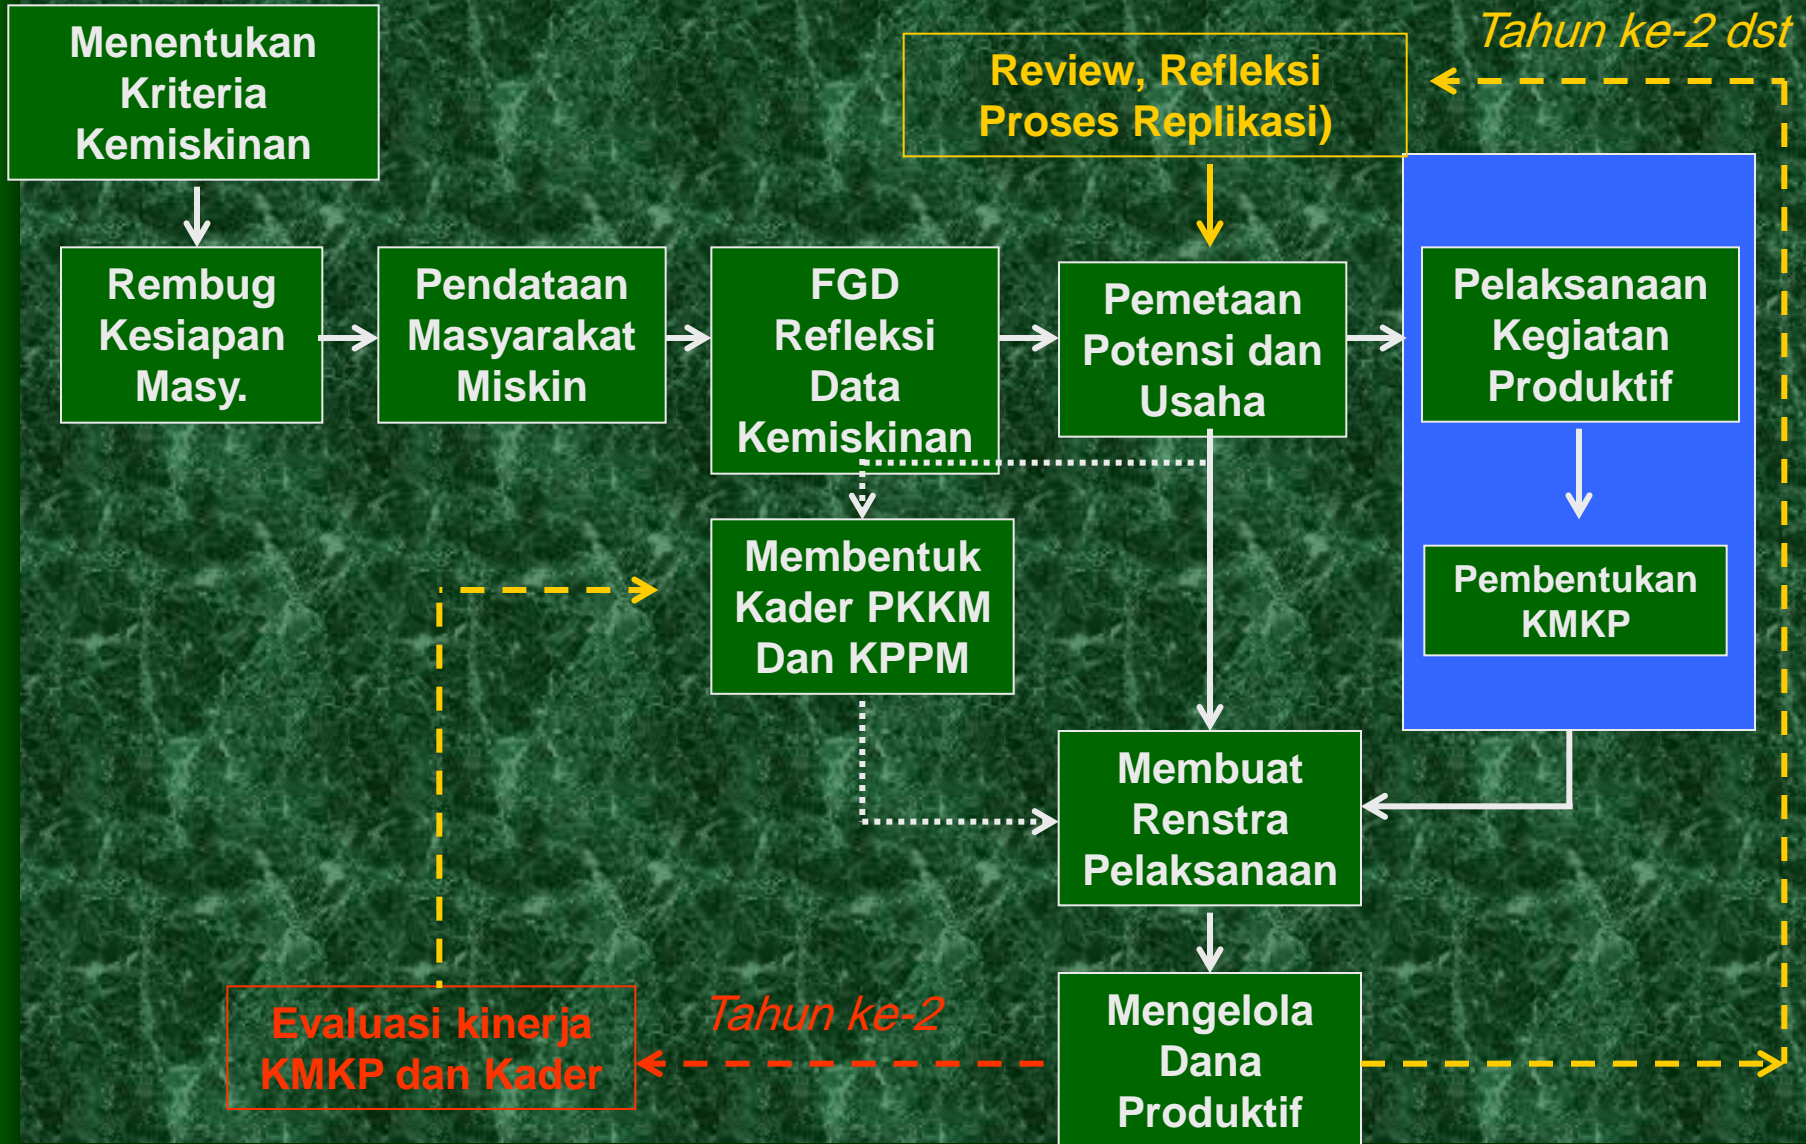 Menentukan
Kriteria
Kemiskinan
Tahun ke-2 dst
Review, Refleksi
Proses Replikasi)
Rembug
Kesiapan
Masy.
Pendataan
Masyarakat
Miskin
FGD
Refleksi
Data
Kemiskinan
Pemetaan
Potensi dan
Usaha
Pelaksanaan
Kegiatan
Produktif
Membentuk
Kader PKKM
Dan KPPM
Pembentukan
KMKP
Membuat
Renstra
Pelaksanaan
Evaluasi kinerja
KMKP dan Kader
Tahun ke-2
Mengelola
Dana
Produktif